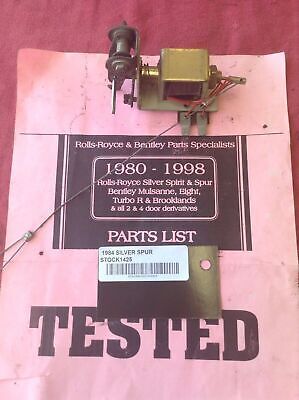 Rolls-Royce & Bentley Parts Specialists
1980 - 1998
Rolls-Royce Silver Spirit & Spur
Bentley Mulsanne, Eight,
Turbo R & Brooklands
& all 2 & 4 door derivatives
PARTS LIST
1984 SILVER SPUR
STOCK1425
TESTED